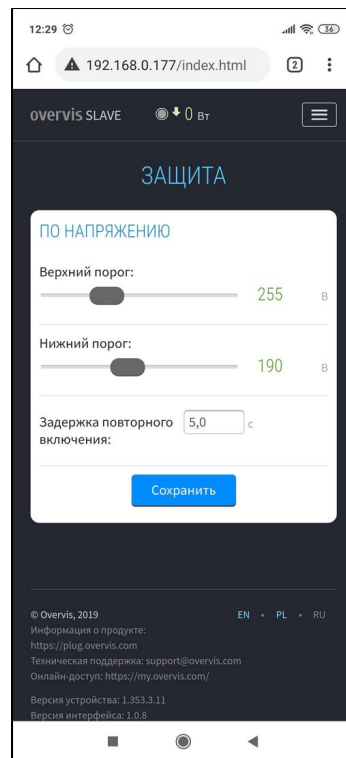 12:29
36
192.168.0.177/index.html
2
overvis SLAVE
0 Вт
ЗАЩИТА
ПО НАПРЯЖЕНИЮ
Верхний порог:
255 В
Нижний порог:
190 В
Задержка повторного 5,0 с
включения:
Сохранить
© Overvis, 2019 EN • PL • RU
Информация о продукте:
https://plug.overvis.com
Техническая поддержка: support@overvis.com
Онлайн-доступ: https://my.overvis.com/
Версия устройства: 1.353.3.11
Версия интерфейса: 1.0.8